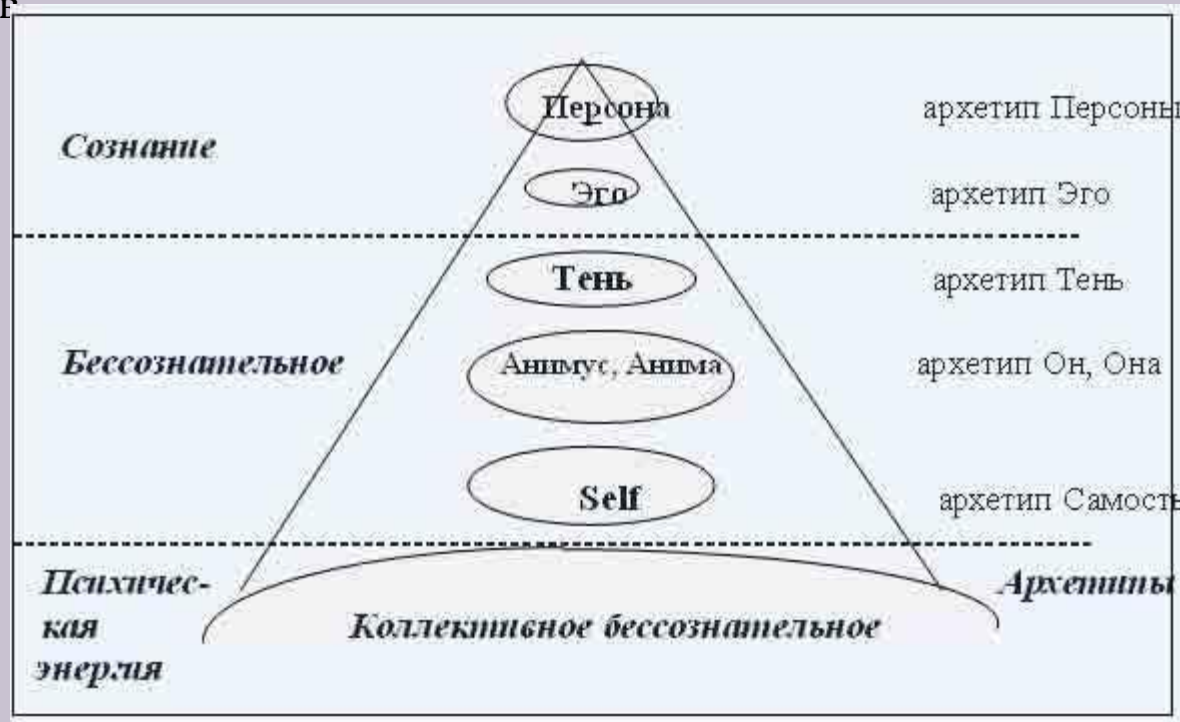 Персона
архетип Персоны
Сознание
Эго
архетип Эго
Тень
архетип Тень
Бессознательное
Анимус, Анима
архетип Он, Она
Self
архетип Самость
Психичес-
кая
энергия
Архетипы
Коллективное бессознательное